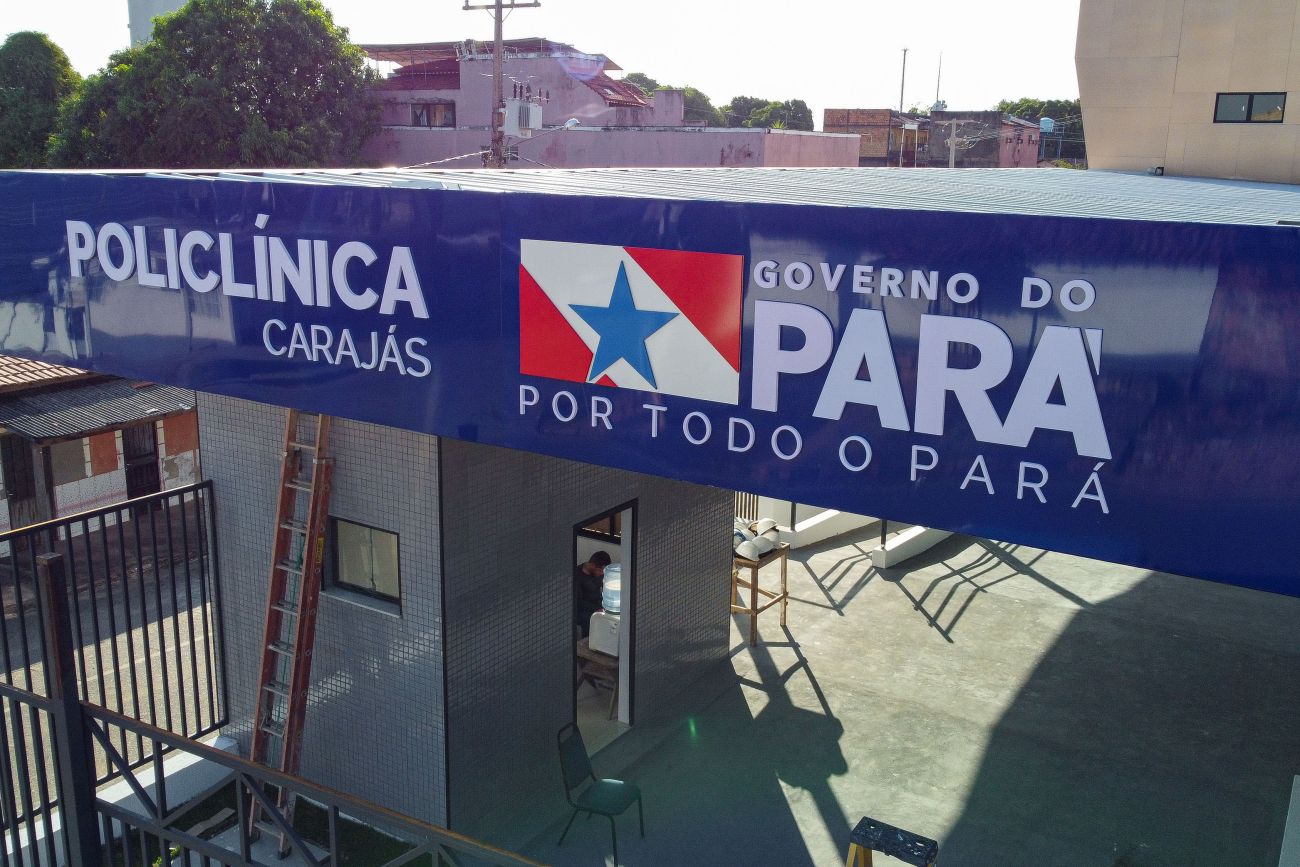 POLICLÍNICA
CARAJÁS
GOVERNO DO
PARÁ
POR TODO O PARÁ